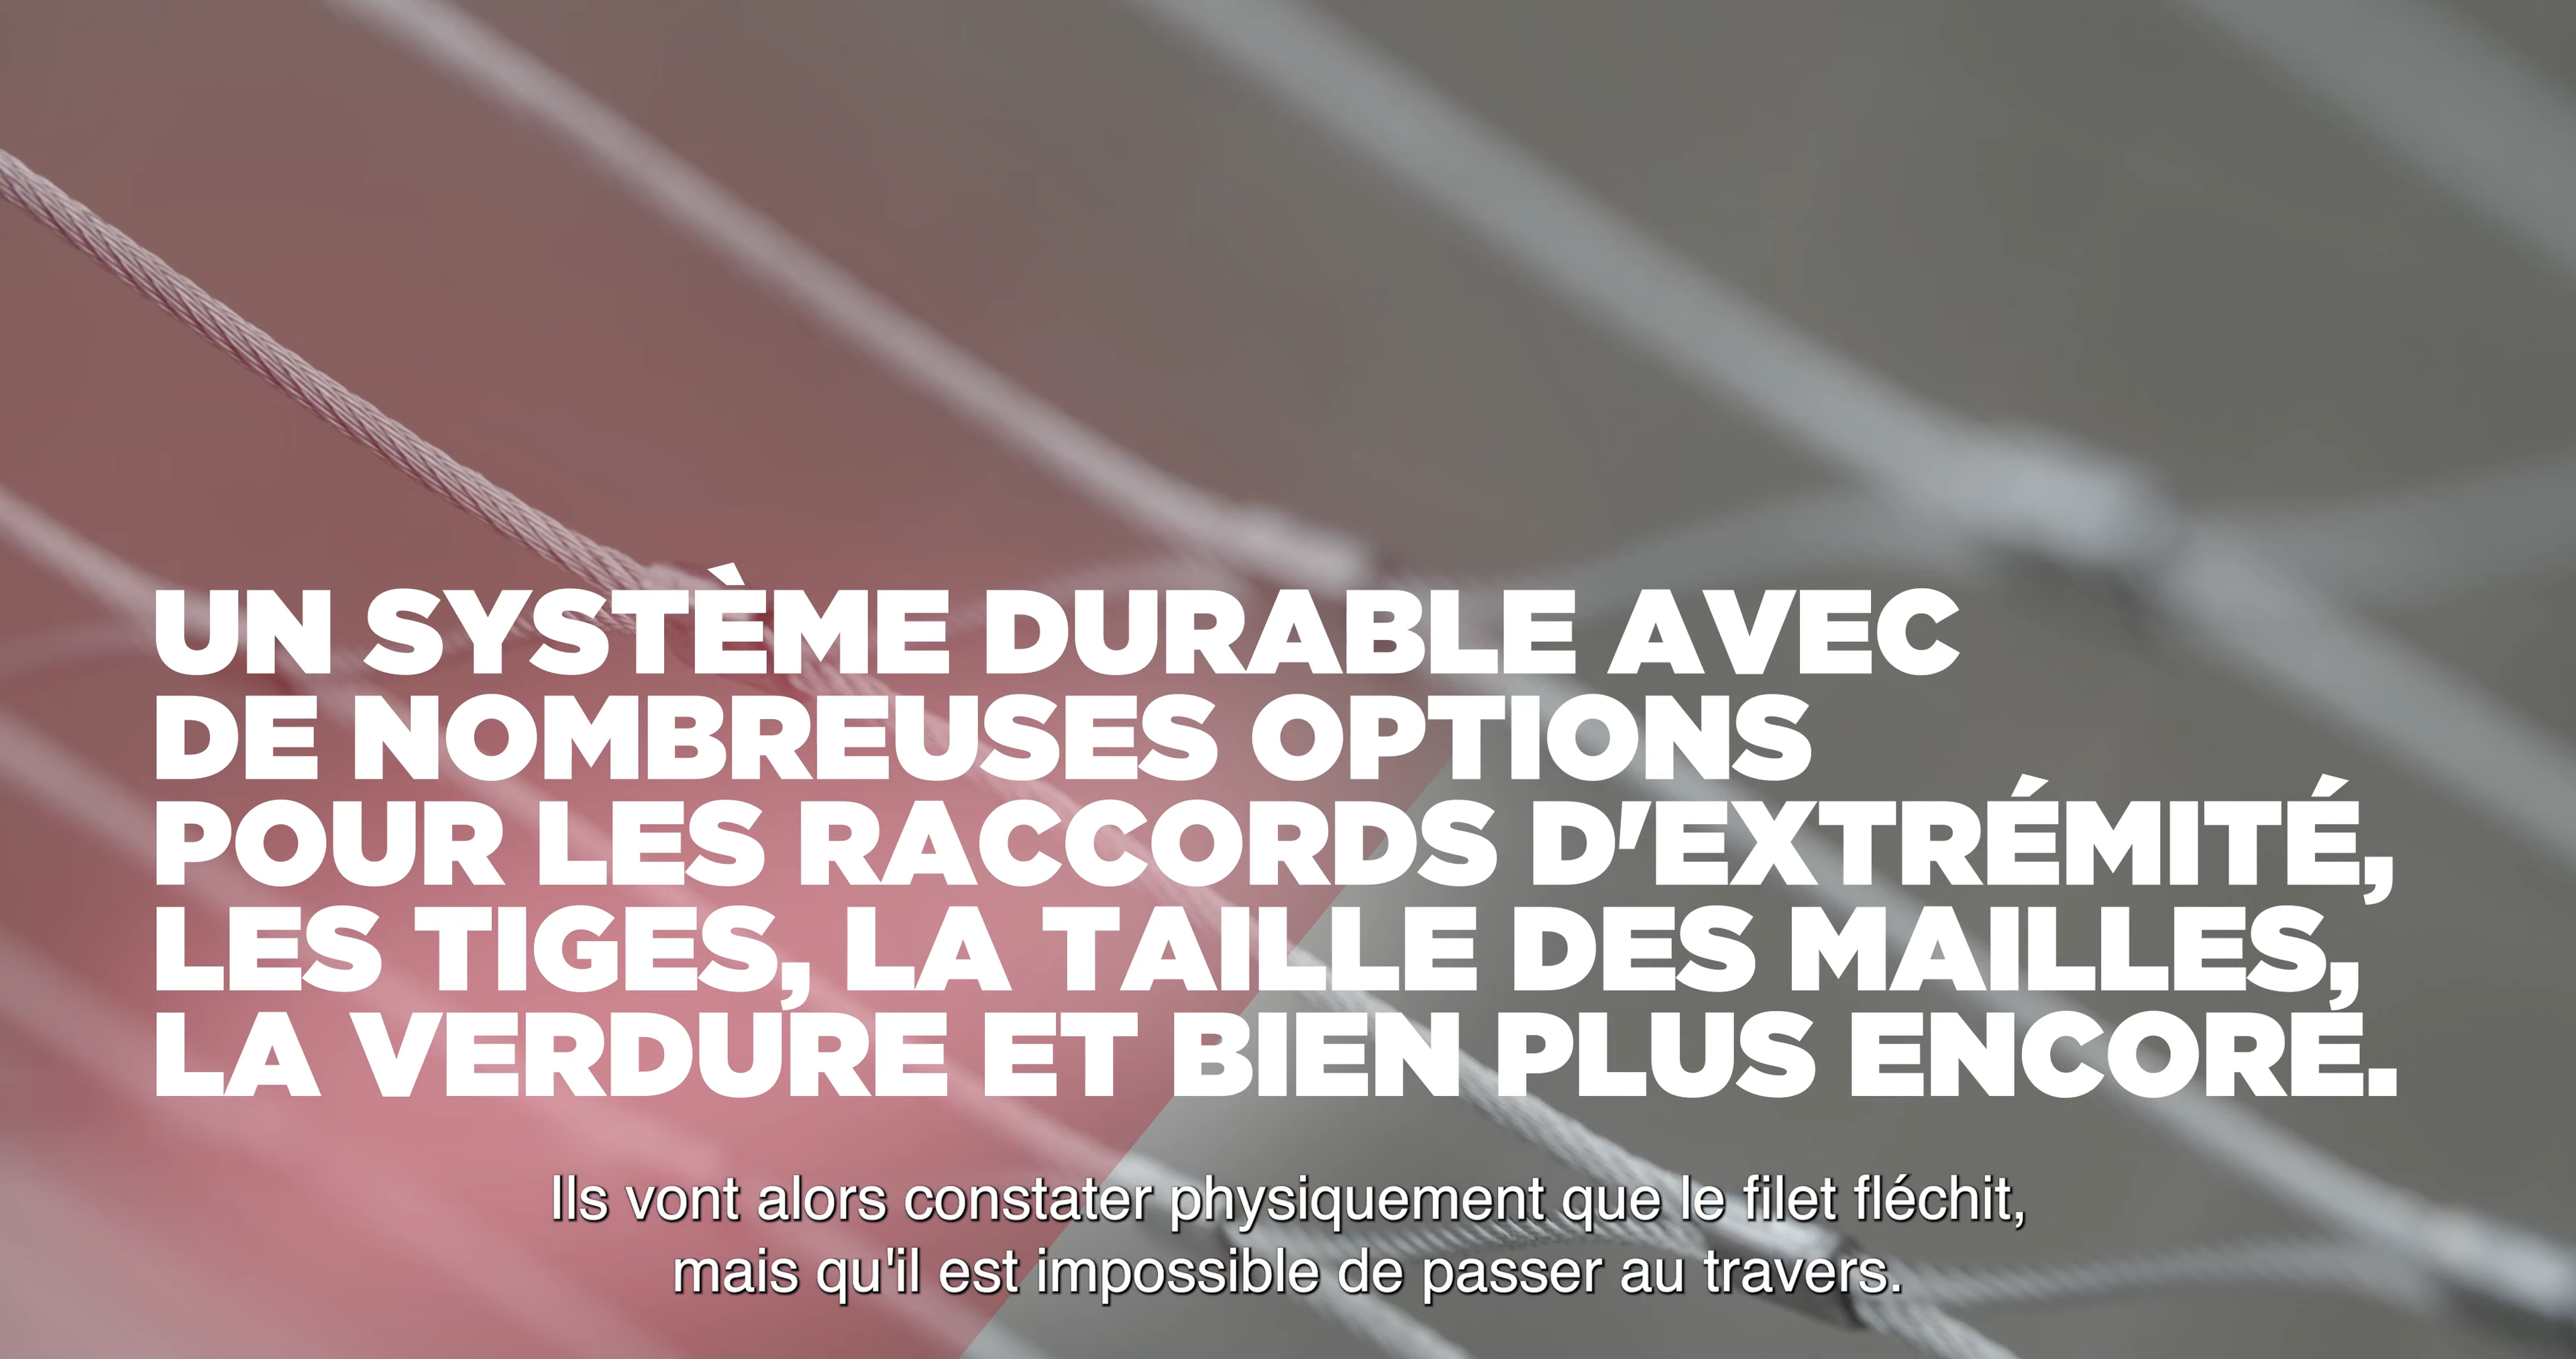 UN SYSTÈME DURABLE AVEC
DE NOMBREUSES OPTIONS
POUR LES RACCORDS D'EXTRÉMITÉ,
LES TIGES, LA TAILLE DES MAILLES,
LA VERDURE ET BIEN PLUS ENCORE.
Ils vont alors constater physiquement que le filet fléchit,
mais qu'il est impossible de passer au travers.